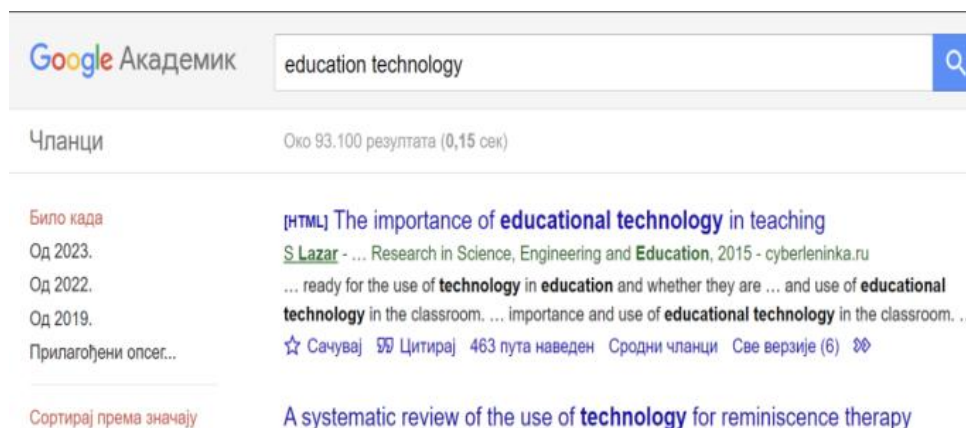 Google Академик
education technology
Чланци
Око 93.100 резултата (0,15 сек)
Било када
Од 2023.
Од 2022.
Од 2019.
Прилагођени опсег...
Сортирај према значају
[HTML] The importance of educational technology in teaching
S Lazar - ... Research in Science, Engineering and Education, 2015 - cyberleninka.ru
... ready for the use of technology in education and whether they are ... and use of educational
technology in the classroom. ... importance and use of educational technology in the classroom. ..
Сачувај Цитирај 463 пута наведен Сродни чланци Све верзије (6)
A systematic review of the use of technology for reminiscence therapy